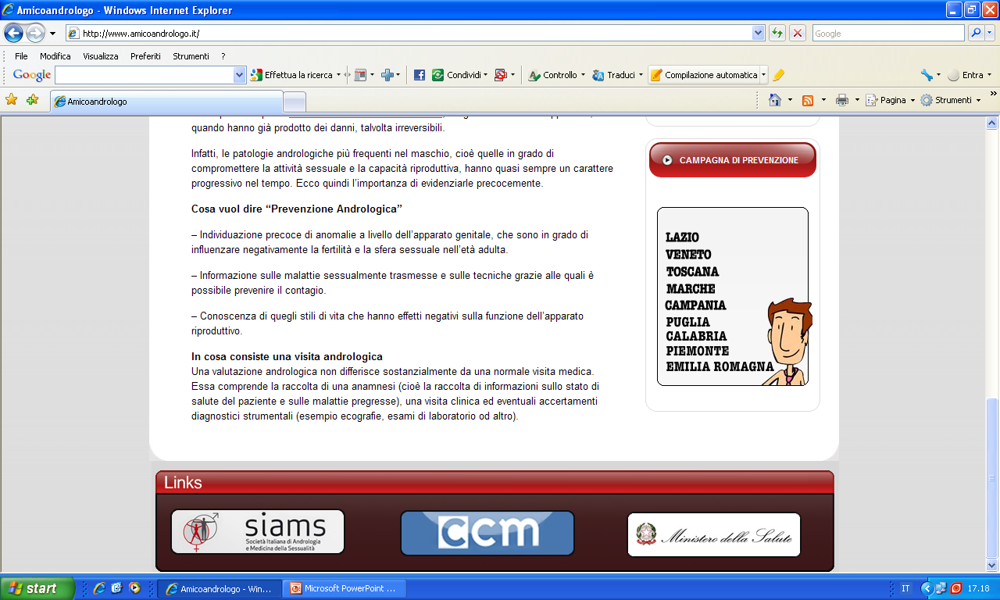 Amicoandrologo - Windows Internet Explorer
http://www.amicoandrologo.it/
Google
File Modifica Visualizza Preferiti Strumenti ?
Google Effettua la ricerca Condividi Controllo Traduci Compilazione automatica Entra
Amicoandrologo
Pagina Strumenti
quando hanno già prodotto dei danni, talvolta irreversibili.
Infatti, le patologie andrologiche più frequenti nel maschio, cioè quelle in grado di
compromettere la attività sessuale e la capacità riproduttiva, hanno quasi sempre un carattere
progressivo nel tempo. Ecco quindi l’importanza di evidenziarle precocemente.
Cosa vuol dire “Prevenzione Andrologica”
– Individuazione precoce di anomalie a livello dell’apparato genitale, che sono in grado di
influenzare negativamente la fertilità e la sfera sessuale nell’età adulta.
– Informazione sulle malattie sessualmente trasmesse e sulle tecniche grazie alle quali è
possibile prevenire il contagio.
– Conoscenza di quegli stili di vita che hanno effetti negativi sulla funzione dell’apparato
riproduttivo.
In cosa consiste una visita andrologica
Una valutazione andrologica non differisce sostanzialmente da una normale visita medica.
Essa comprende la raccolta di una anamnesi (cioè la raccolta di informazioni sullo stato di
salute del paziente e sulle malattie pregresse), una visita clinica ed eventuali accertamenti
diagnostici strumentali (esempio ecografie, esami di laboratorio od altro).
CAMPAGNA DI PREVENZIONE
LAZIO
VENETO
TOSCANA
MARCHE
CAMPANIA
PUGLIA
CALABRIA
PIEMONTE
EMILIA ROMAGNA
Links
siams
Società Italiana di Andrologia
e Medicina della Sessualità
ccm
Ministero della Salute
start
Amicoandrologo - Win...
Microsoft PowerPoint ...
IT
17.18